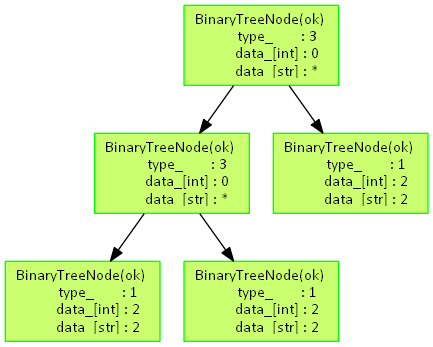 BinaryTreeNode(ok)
type_ : 3
data_[int] : 0
data_[str] : *
BinaryTreeNode(ok)
type_ : 3
data_[int] : 0
data_[str] : *
BinaryTreeNode(ok)
type_ : 1
data_[int] : 2
data_[str] : 2
BinaryTreeNode(ok)
type_ : 1
data_[int] : 2
data_[str] : 2
BinaryTreeNode(ok)
type_ : 1
data_[int] : 2
data_[str] : 2